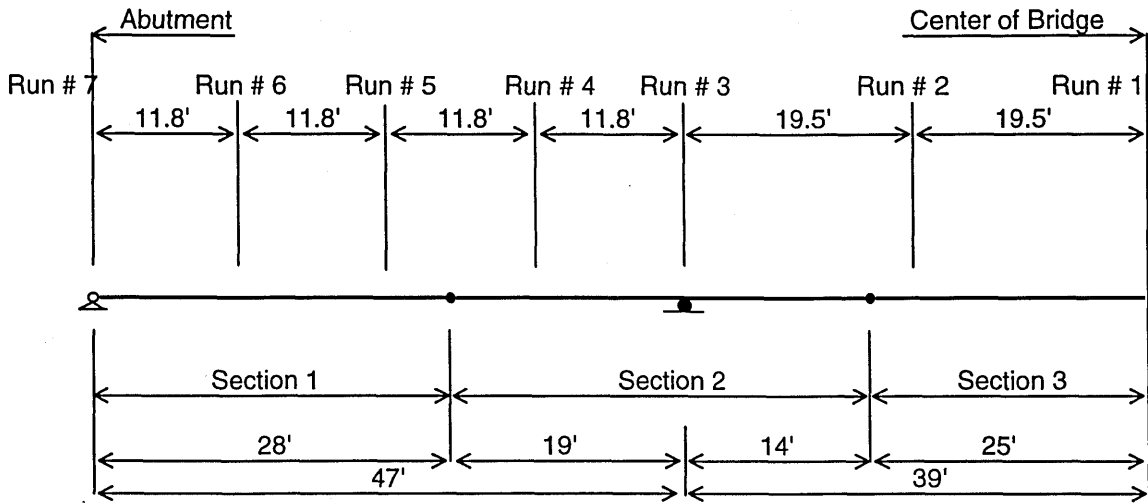 Abutment Center of Bridge
Run # 7 Run # 6 Run # 5 Run # 4 Run # 3 Run # 2 Run # 1
11.8' 11.8' 11.8' 11.8' 19.5' 19.5'
Section 1 Section 2 Section 3
28' 19' 14' 25'
47' 39'